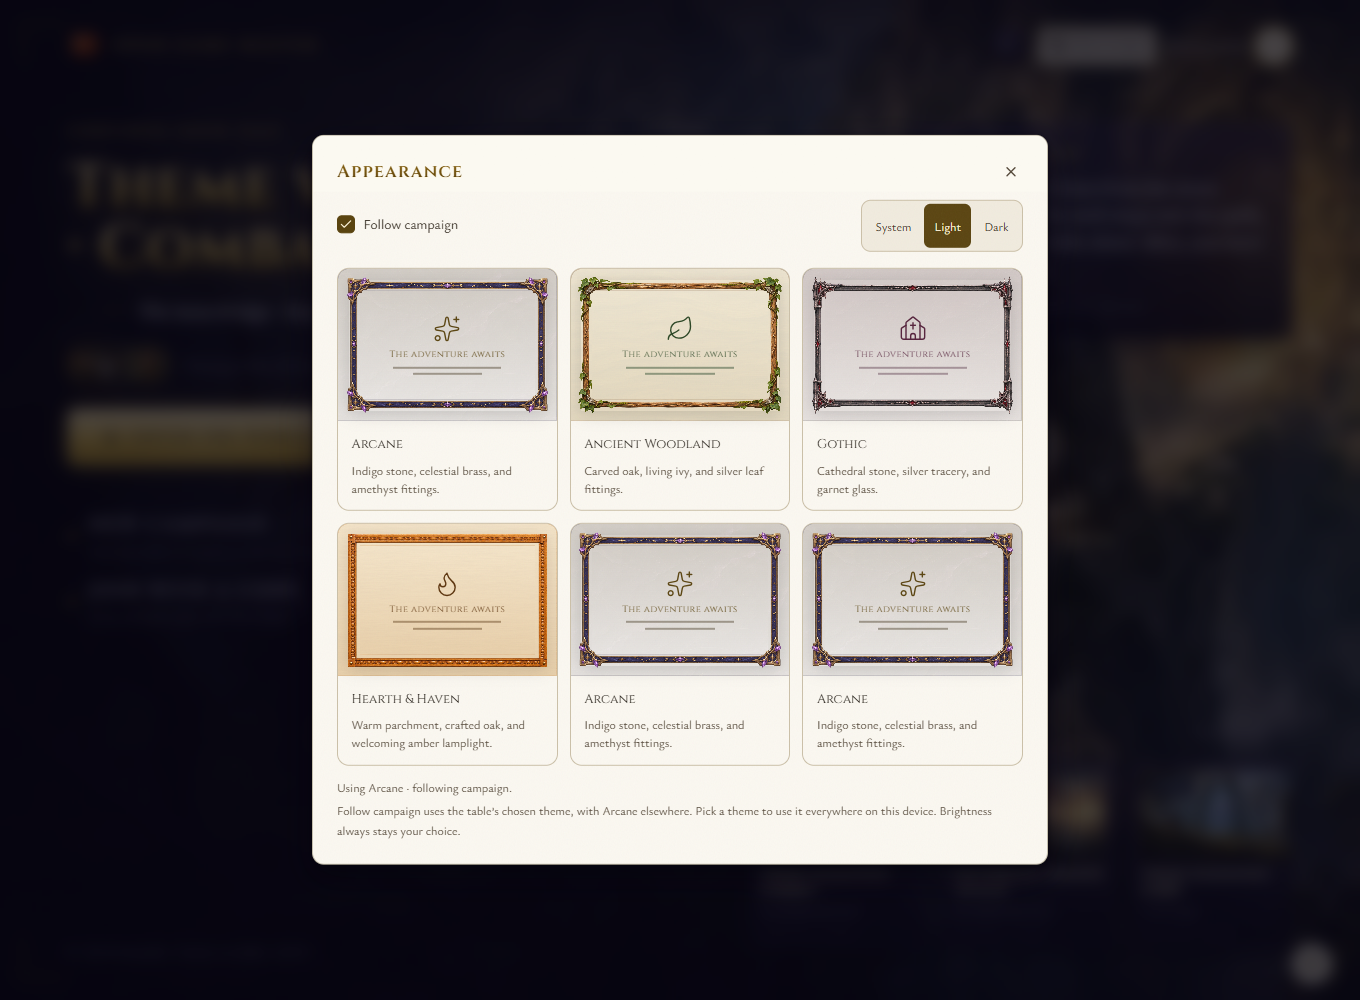 THEME
COMBA
APPEARANCE
Follow campaign
System
Light
Dark
THE ADVENTURE AWAITS
THE ADVENTURE AWAITS
THE ADVENTURE AWAITS
ARCANE
ANCIENT WOODLAND
GOTHIC
Indigo stone, celestial brass, and
amethyst fittings.
Carved oak, living ivy, and silver leaf
fittings.
Cathedral stone, silver tracery, and
garnet glass.
THE ADVENTURE AWAITS
THE ADVENTURE AWAITS
THE ADVENTURE AWAITS
HEARTH & HAVEN
ARCANE
ARCANE
Warm parchment, crafted oak, and
welcoming amber lamplight.
Indigo stone, celestial brass, and
amethyst fittings.
Indigo stone, celestial brass, and
amethyst fittings.
Using Arcane · following campaign.
Follow campaign uses the table's chosen theme, with Arcane elsewhere. Pick a theme to use it everywhere on this device. Brightness
always stays your choice.